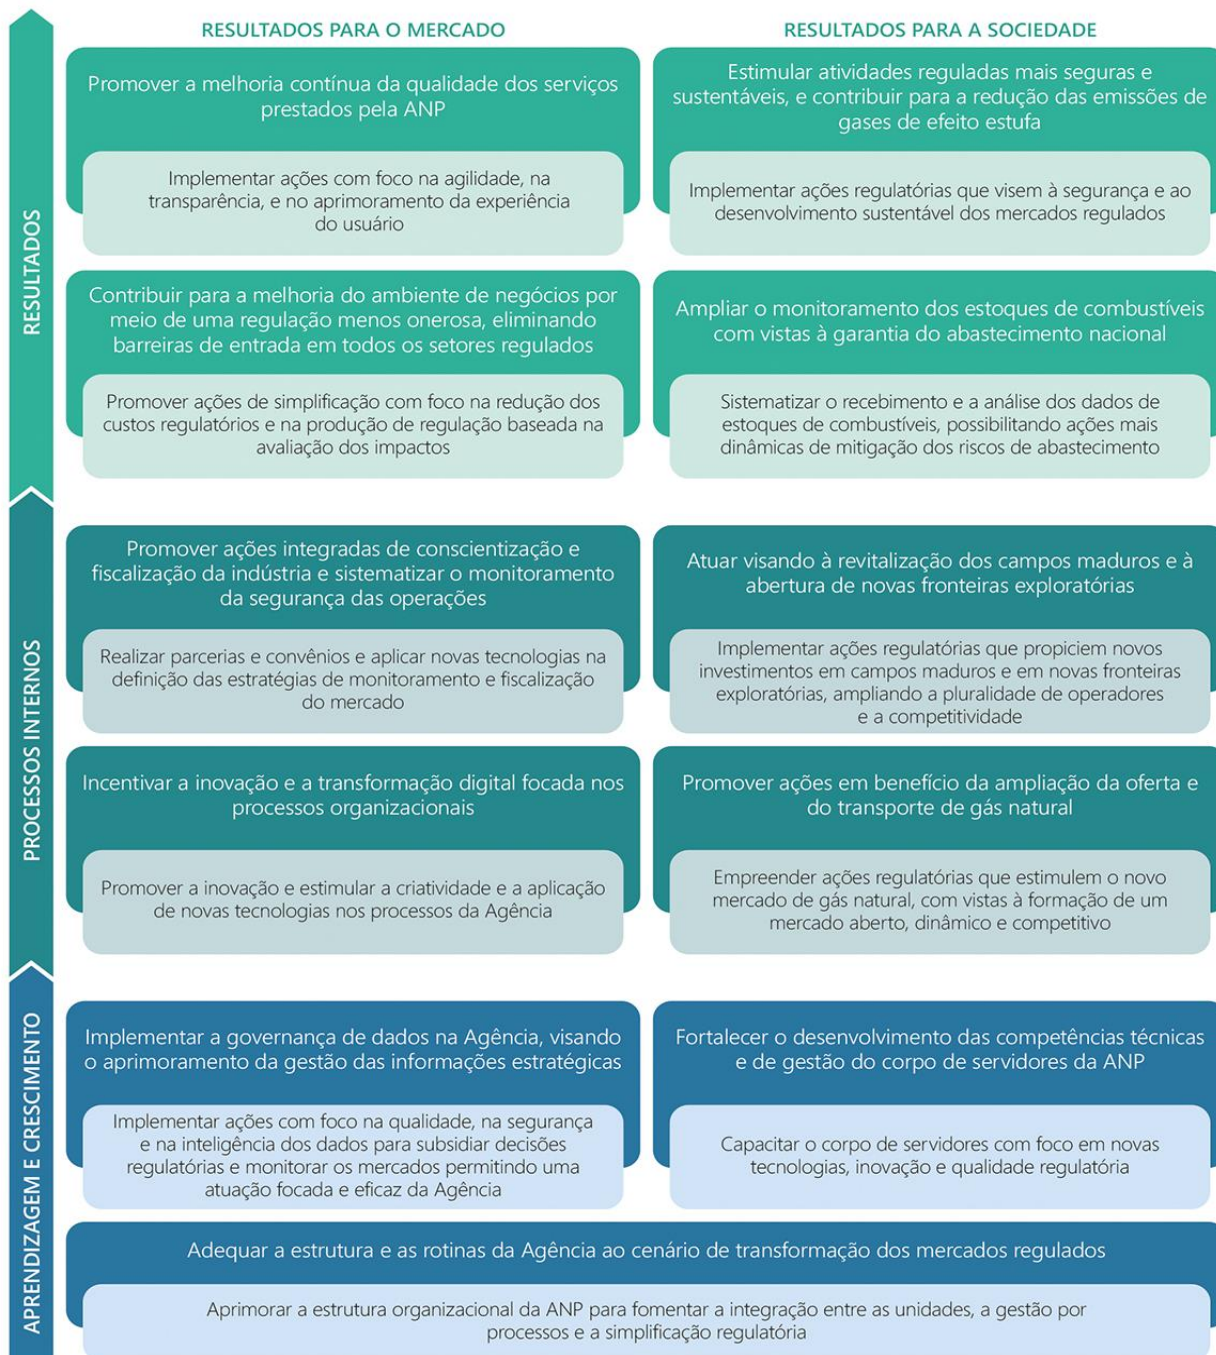 RESULTADOS PARA O MERCADO
RESULTADOS PARA A SOCIEDADE
RESULTADOS
Promover a melhoria contínua da qualidade dos serviços
prestados pela ANP
Implementar ações com foco na agilidade, na
transparência, e no aprimoramento da experiência
do usuário
Estimular atividades reguladas mais seguras e
sustentáveis, e contribuir para a redução das emissões de
gases de efeito estufa
Implementar ações regulatórias que visem à segurança e ao
desenvolvimento sustentável dos mercados regulados
Contribuir para a melhoria do ambiente de negócios por
meio de uma regulação menos onerosa, eliminando
barreiras de entrada em todos os setores regulados
Promover ações de simplificação com foco na redução dos
custos regulatórios e na produção de regulação baseada na
avaliação dos impactos
Ampliar o monitoramento dos estoques de combustíveis
com vistas à garantia do abastecimento nacional
Sistematizar o recebimento e a análise dos dados de
estoques de combustíveis, possibilitando ações mais
dinâmicas de mitigação dos riscos de abastecimento
PROCESSOS INTERNOS
Promover ações integradas de conscientização e
fiscalização da indústria e sistematizar o monitoramento
da segurança das operações
Realizar parcerias e convênios e aplicar novas tecnologias na
definição das estratégias de monitoramento e fiscalização
do mercado
Atuar visando à revitalização dos campos maduros e à
abertura de novas fronteiras exploratórias
Implementar ações regulatórias que propiciem novos
investimentos em campos maduros e em novas fronteiras
exploratórias, ampliando a pluralidade de operadores
e a competitividade
Incentivar a inovação e a transformação digital focada nos
processos organizacionais
Promover a inovação e estimular a criatividade e a aplicação
de novas tecnologias nos processos da Agência
Promover ações em benefício da ampliação da oferta e
do transporte de gás natural
Empreender ações regulatórias que estimulem o novo
mercado de gás natural, com vistas à formação de um
mercado aberto, dinâmico e competitivo
APRENDIZAGEM E CRESCIMENTO
Implementar a governança de dados na Agência, visando
o aprimoramento da gestão das informações estratégicas
Implementar ações com foco na qualidade, na segurança
e na inteligência dos dados para subsidiar decisões
regulatórias e monitorar os mercados permitindo uma
atuação focada e eficaz da Agência
Fortalecer o desenvolvimento das competências técnicas
e de gestão do corpo de servidores da ANP
Capacitar o corpo de servidores com foco em novas
tecnologias, inovação e qualidade regulatória
Adequar a estrutura e as rotinas da Agência ao cenário de transformação dos mercados regulados
Aprimorar a estrutura organizacional da ANP para fomentar a integração entre as unidades, a gestão por
processos e a simplificação regulatória